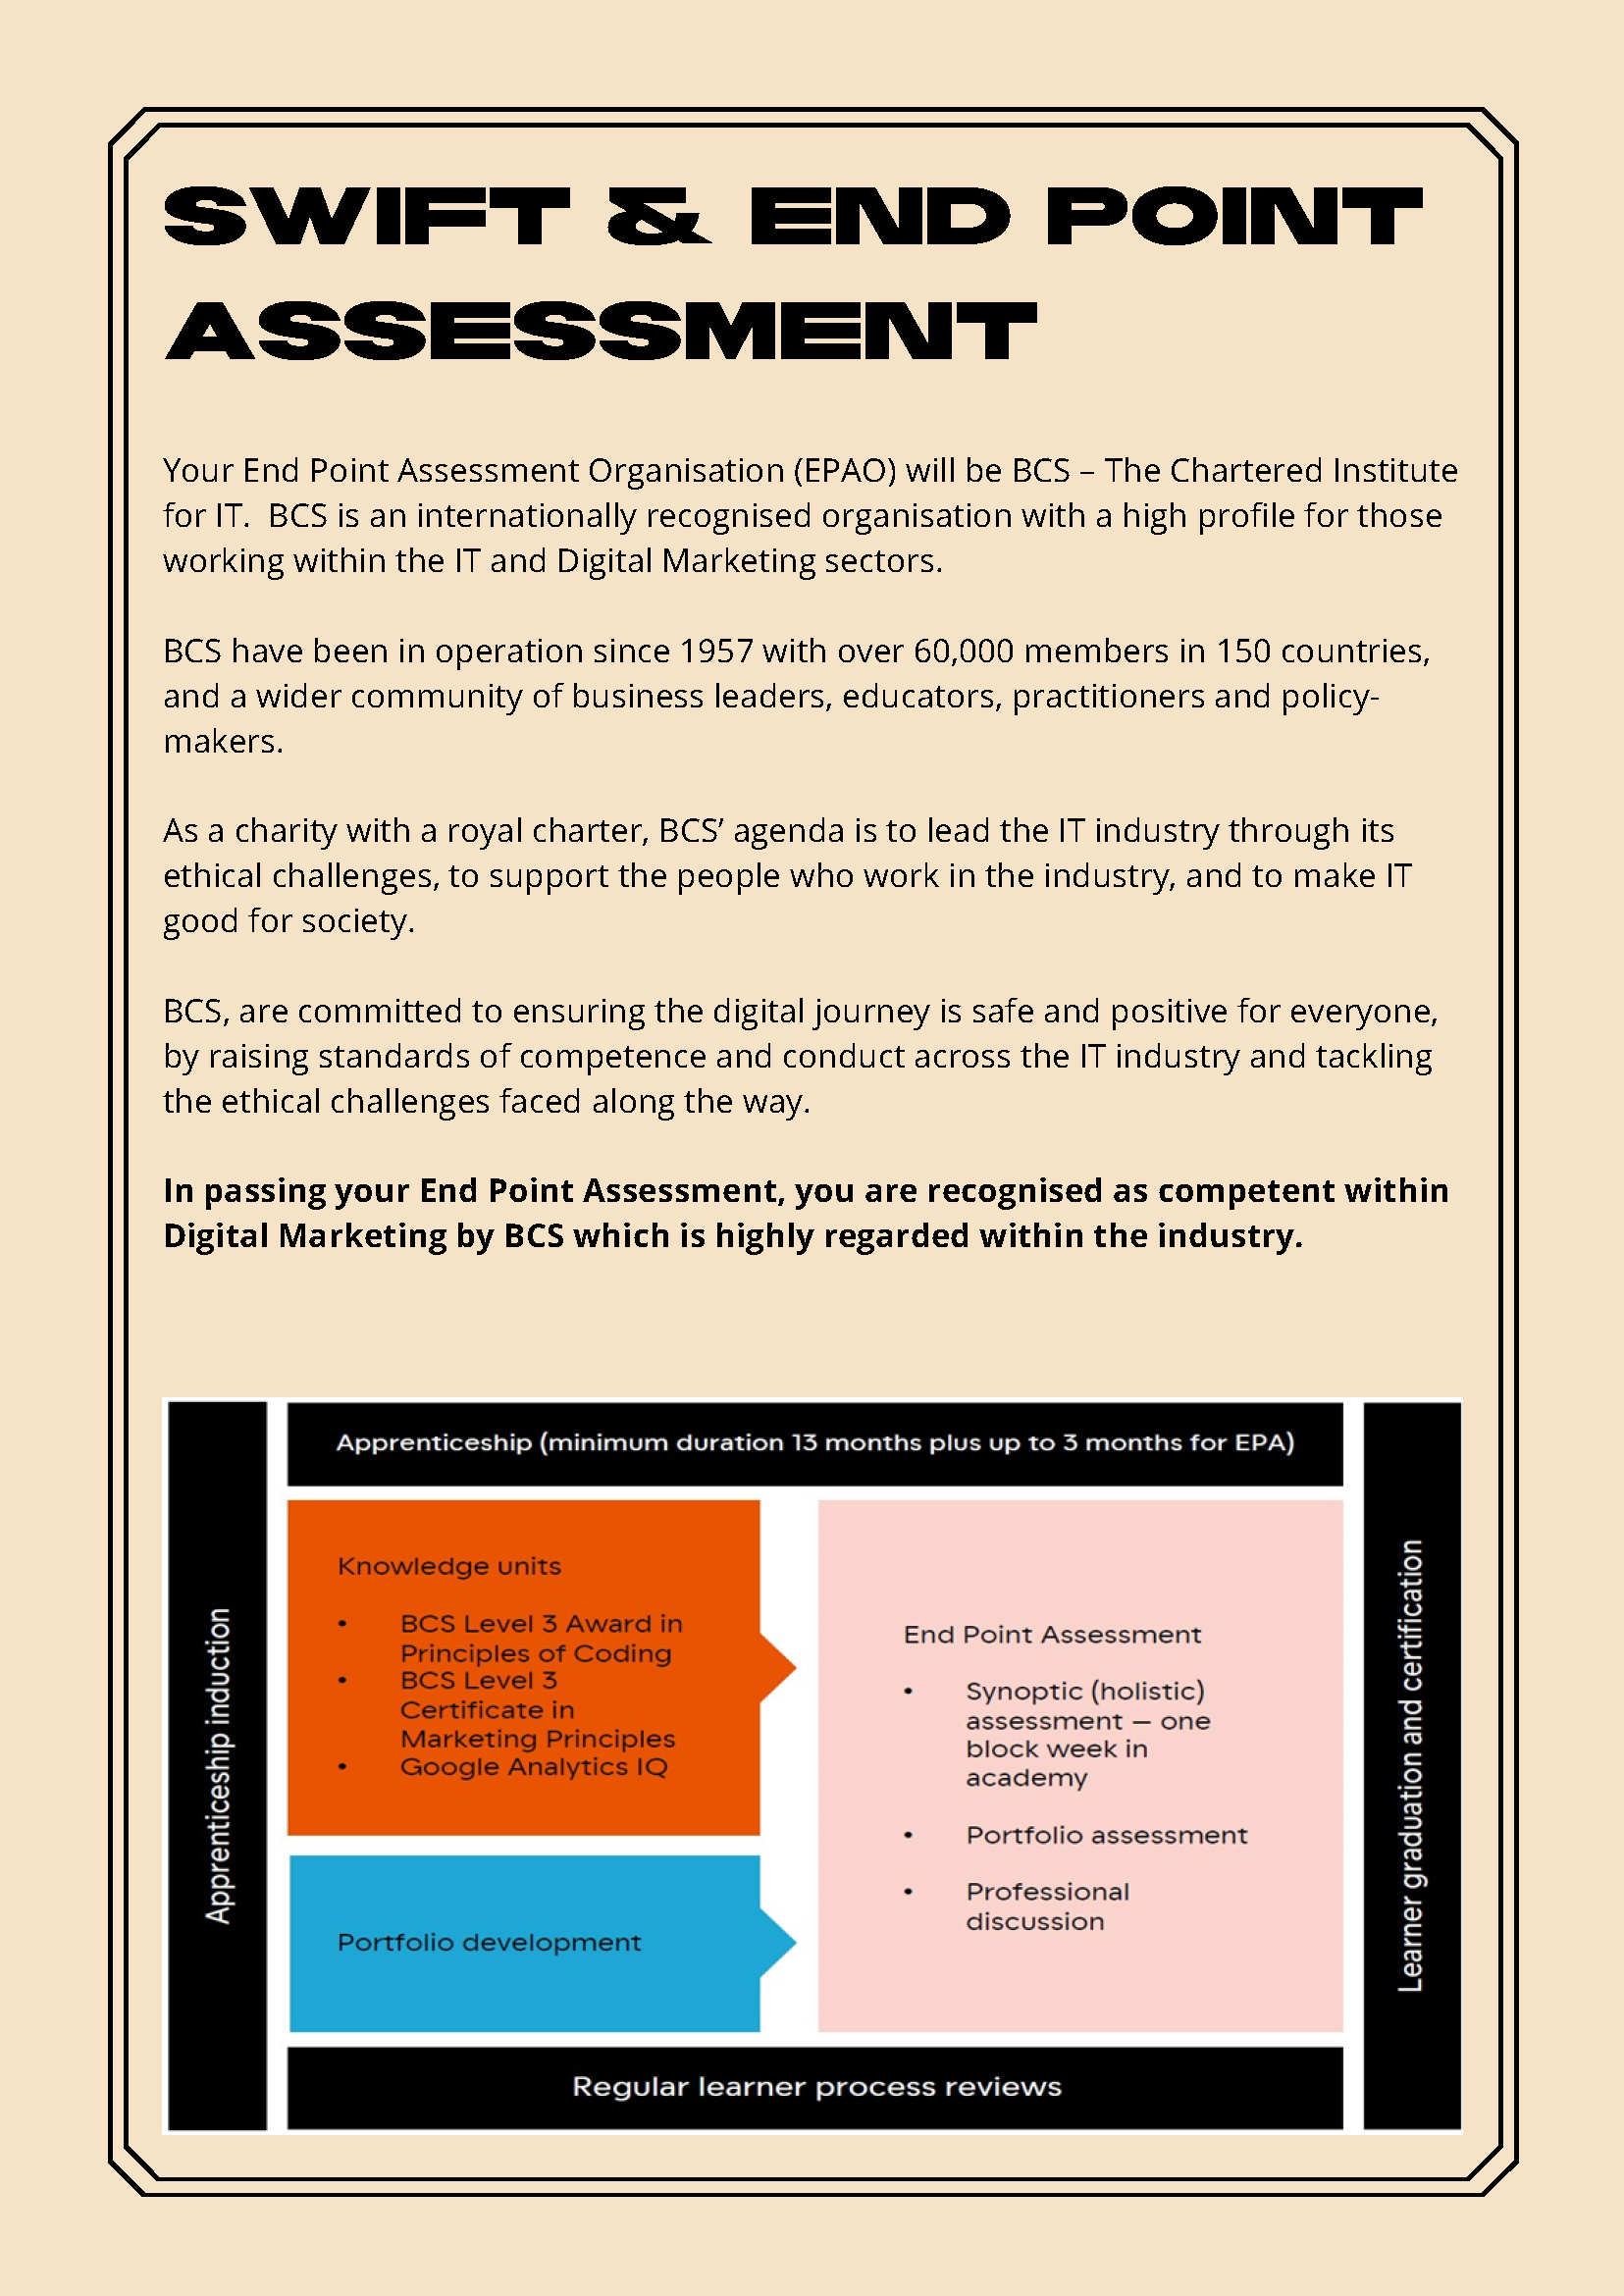 SWIFT & END POINT
ASSESSMENT
Your End Point Assessment Organisation (EPAO) will be BCS – The Chartered Institute
for IT.  BCS is an internationally recognised organisation with a high profile for those
working within the IT and Digital Marketing sectors.
BCS have been in operation since 1957 with over 60,000 members in 150 countries,
and a wider community of business leaders, educators, practitioners and policy-
makers.
As a charity with a royal charter, BCS’ agenda is to lead the IT industry through its
ethical challenges, to support the people who work in the industry, and to make IT
good for society.
BCS, are committed to ensuring the digital journey is safe and positive for everyone,
by raising standards of competence and conduct across the IT industry and tackling
the ethical challenges faced along the way.
In passing your End Point Assessment, you are recognised as competent within
Digital Marketing by BCS which is highly regarded within the industry.
Apprenticeship induction
Apprenticeship (minimum duration 13 months plus up to 3 months for EPA)
Knowledge units
• BCS Level 3 Award in
Principles of Coding
• BCS Level 3
Certificate in
Marketing Principles
• Google Analytics IQ
Portfolio development
End Point Assessment
• Synoptic (holistic)
assessment – one
block week in
academy
• Portfolio assessment
• Professional
discussion
Regular learner process reviews
Learner graduation and certification